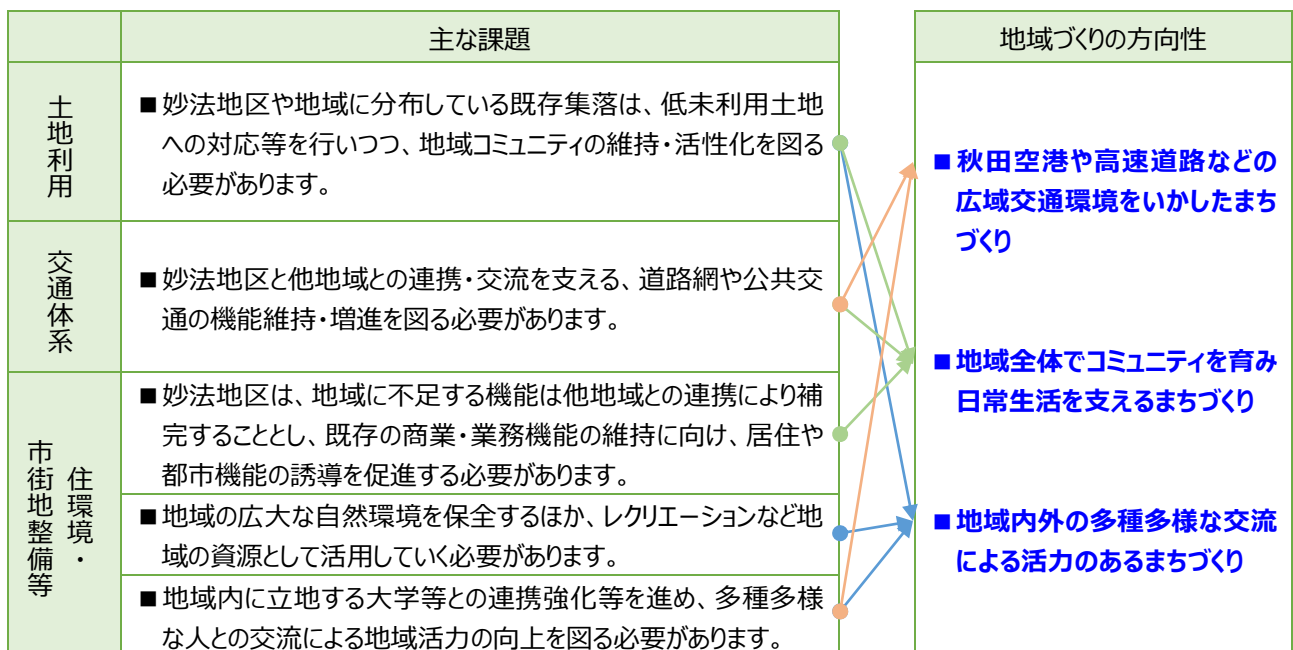 主な課題
土地利用
■妙法地区や地域に分布している既存集落は、低未利用土地
への対応等を行いつつ、地域コミュニティの維持・活性化を図る
必要があります。
交通体系
■妙法地区と他地域との連携・交流を支える、道路網や公共交
通の機能維持・増進を図る必要があります。
住環境・
市街地整備等
■妙法地区は、地域に不足する機能は他地域との連携により補
完することとし、既存の商業・業務機能の維持に向け、居住や
都市機能の誘導を促進する必要があります。
■地域の広大な自然環境を保全するほか、レクリエーションなど地
域の資源として活用していく必要があります。
■地域内に立地する大学等との連携強化等を進め、多種多様
な人との交流による地域活力の向上を図る必要があります。
地域づくりの方向性
■秋田空港や高速道路などの
広域交通環境をいかしたまち
づくり
■地域全体でコミュニティを育み
日常生活を支えるまちづくり
■地域内外の多種多様な交流
による活力のあるまちづくり